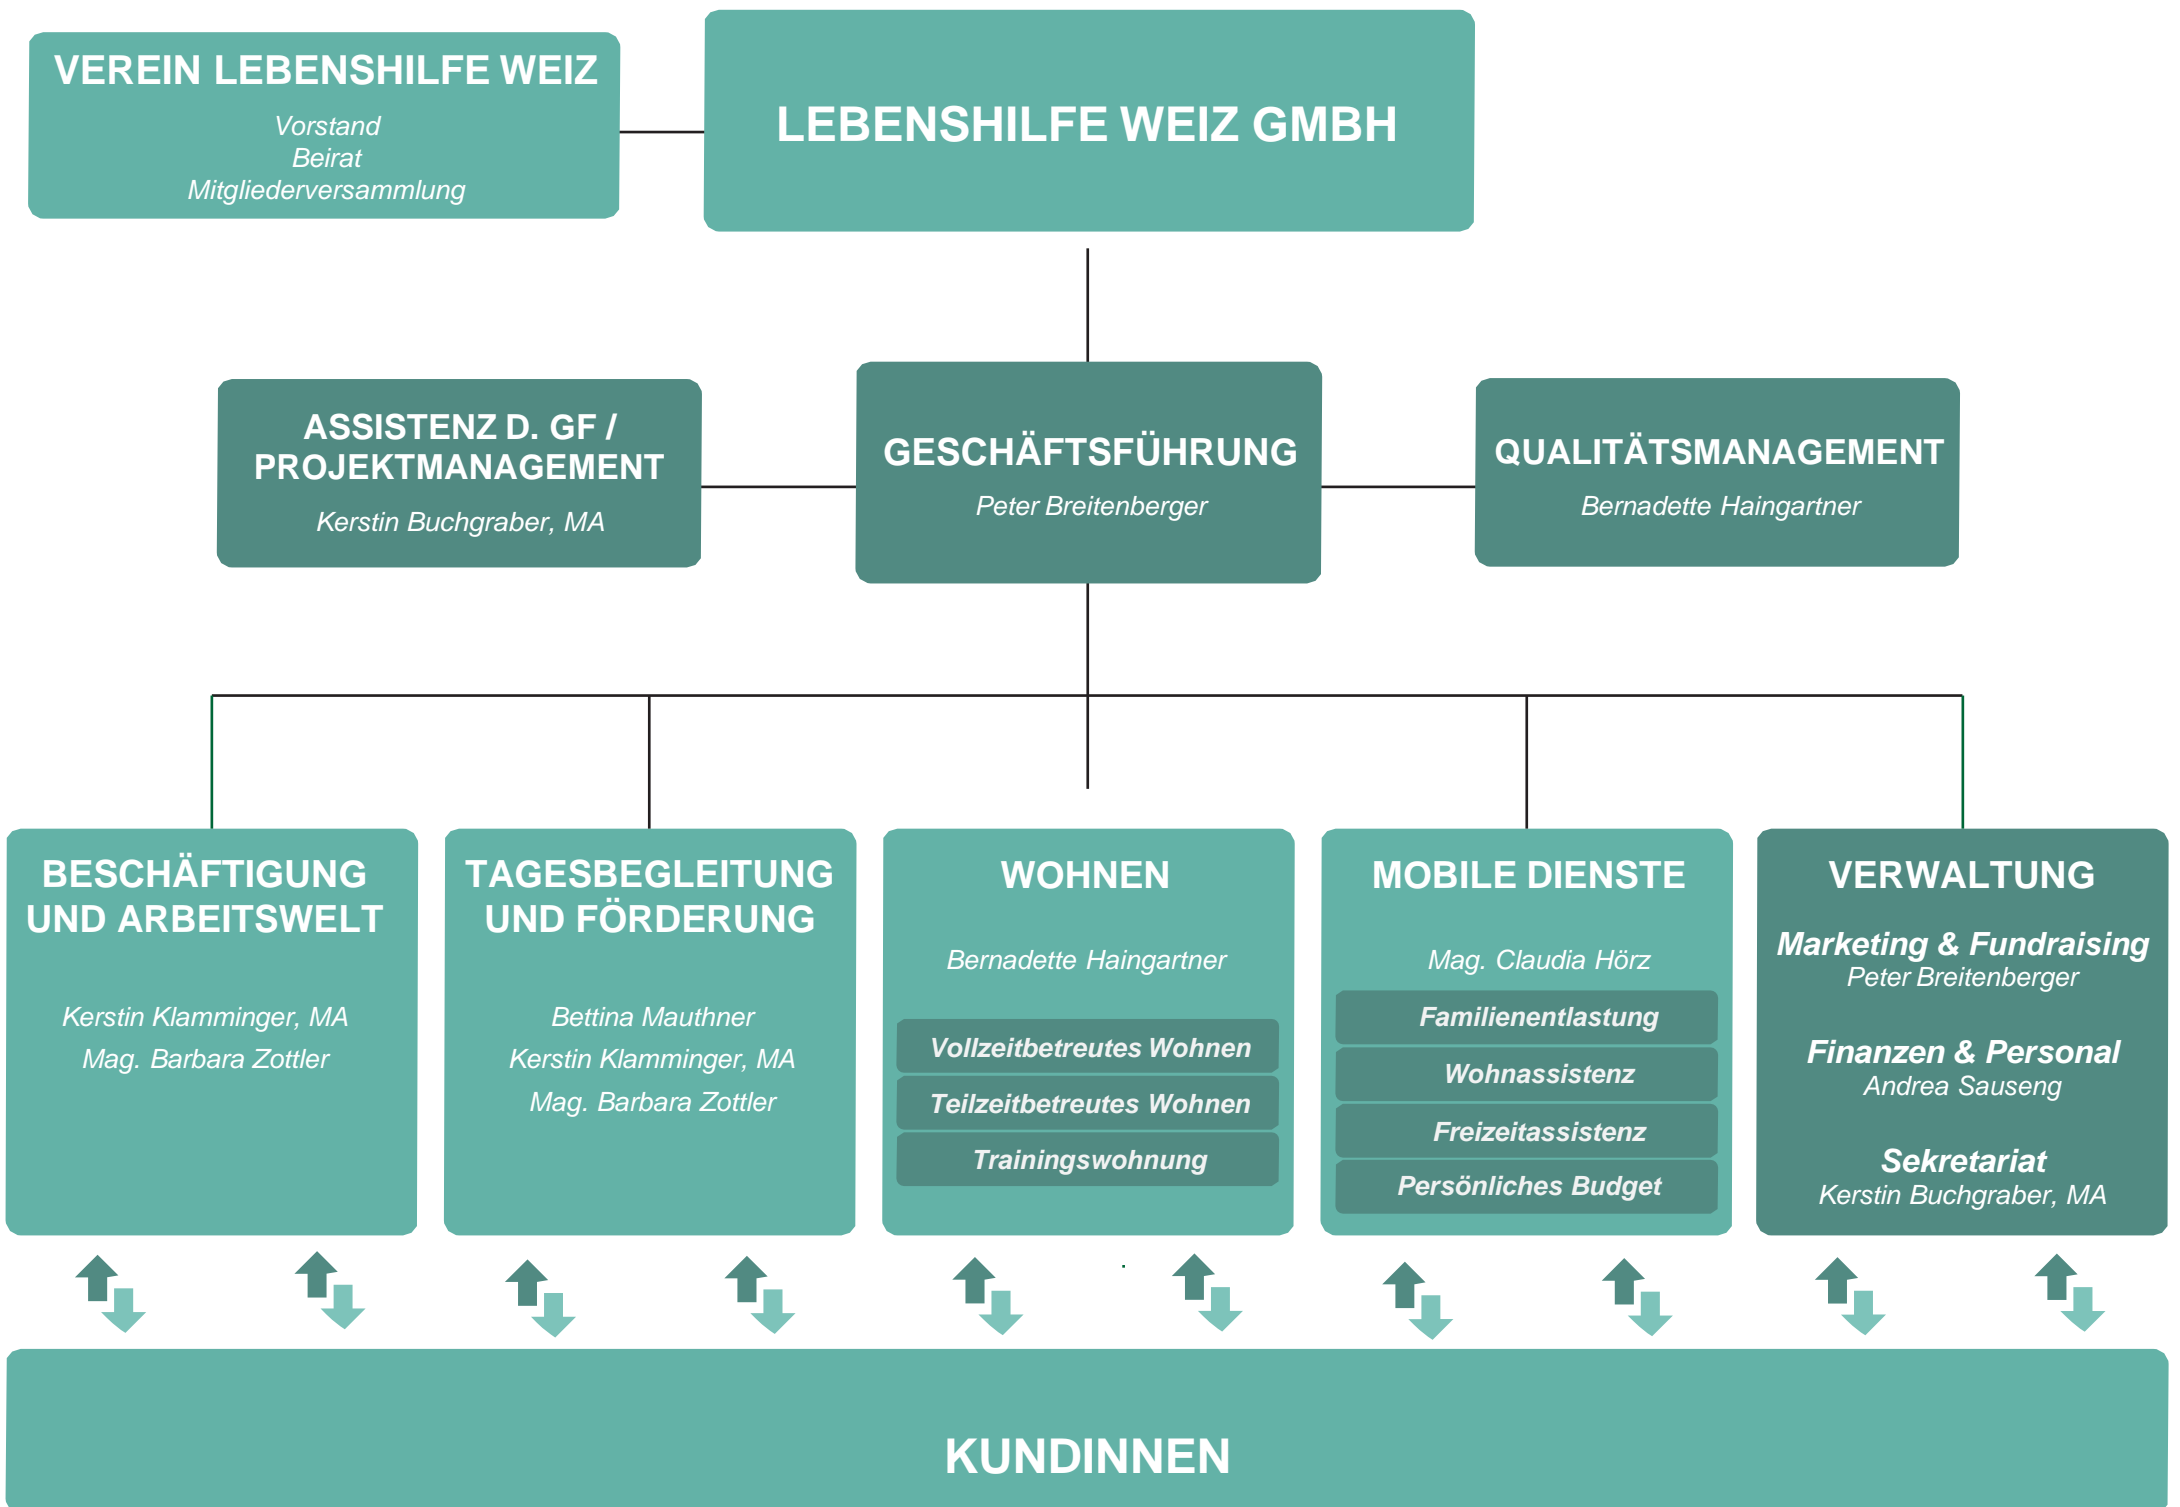 VEREIN LEBENSHILFE WEIZ
Vorstand
Beirat
Mitgliederversammlung
LEBENSHILFE WEIZ GMBH
ASSISTENZ D. GF /
PROJEKTMANAGEMENT
Kerstin Buchgraber, MA
GESCHÄFTSFÜHRUNG
Peter Breitenberger
QUALITÄTSMANAGEMENT
Bernadette Haingartner
BESCHÄFTIGUNG
UND ARBEITSWELT
Kerstin Klamminger, MA
Mag. Barbara Zottler
TAGESBEGLEITUNG
UND FÖRDERUNG
Bettina Mauthner
Kerstin Klamminger, MA
Mag. Barbara Zottler
WOHNEN
Bernadette Haingartner
Vollzeitbetreutes Wohnen
Teilzeitbetreutes Wohnen
Trainingswohnung
MOBILE DIENSTE
Mag. Claudia Hörz
Familienentlastung
Wohnassistenz
Freizeitassistenz
Persönliches Budget
VERWALTUNG
Marketing & Fundraising
Peter Breitenberger
Finanzen & Personal
Andrea Sauseng
Sekretariat
Kerstin Buchgraber, MA
KUNDINNEN